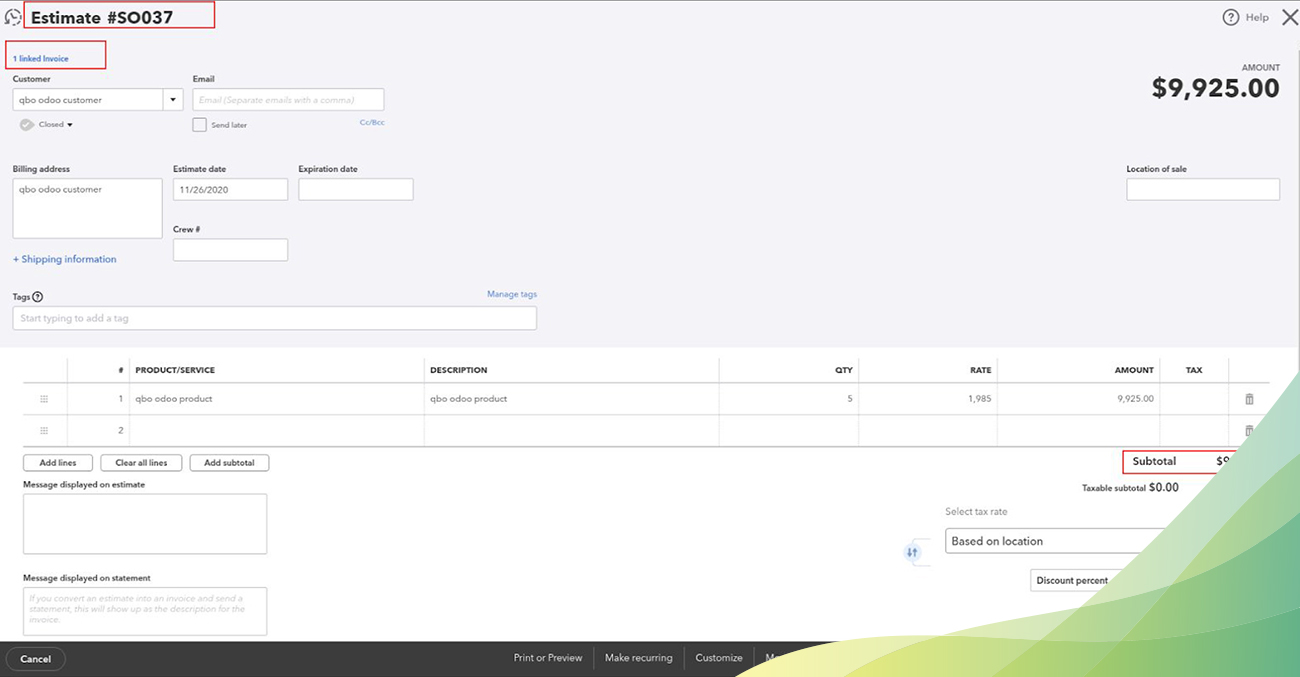 Estimate #SO037
Help
1 linked Invoice
AMOUNT
$9,925.00
Customer
Email
qbo odoo customer
Email (Separate emails with a comma)
Closed
Send later
Cc/Bcc
Billing address
Estimate date
Expiration date
Location of sale
qbo odoo customer
11/26/2020
Crew #
+ Shipping information
Tags
Manage tags
Start typing to add a tag
# PRODUCT/SERVICE DESCRIPTION QTY RATE AMOUNT TAX
1 qbo odoo product qbo odoo product 5 1,985 9,925.00
2
Add lines
Clear all lines
Add subtotal
Subtotal
Message displayed on estimate
Taxable subtotal $0.00
Select tax rate
Based on location
Message displayed on statement
Discount percent
If you convert an estimate into an invoice and send a
statement, this will show up as the description for the
invoice.
Cancel
Print or Preview
Make recurring
Customize